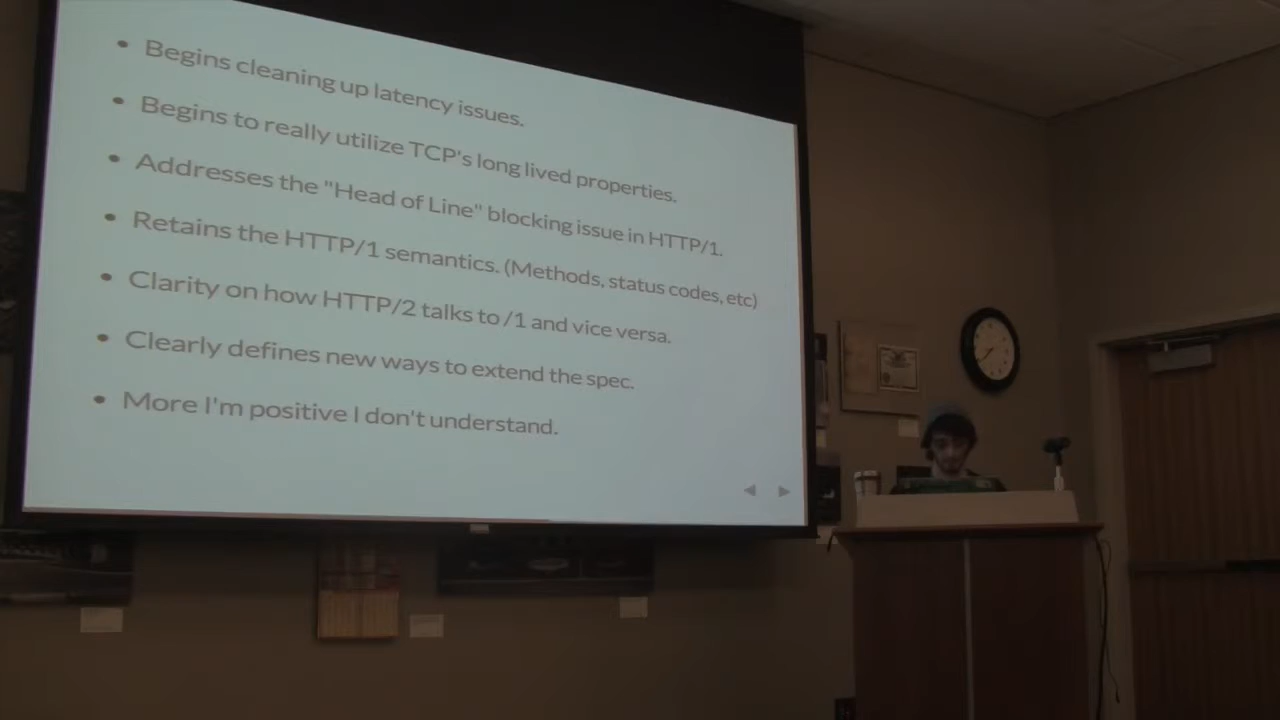 • Begins cleaning up latency issues.
• Begins to really utilize TCP's long lived properties.
• Addresses the "Head of Line" blocking issue in HTTP/1.
• Retains the HTTP/1 semantics. (Methods, status codes, etc)
• Clarity on how HTTP/2 talks to /1 and vice versa.
• Clearly defines new ways to extend the spec.
• More I'm positive I don't understand.